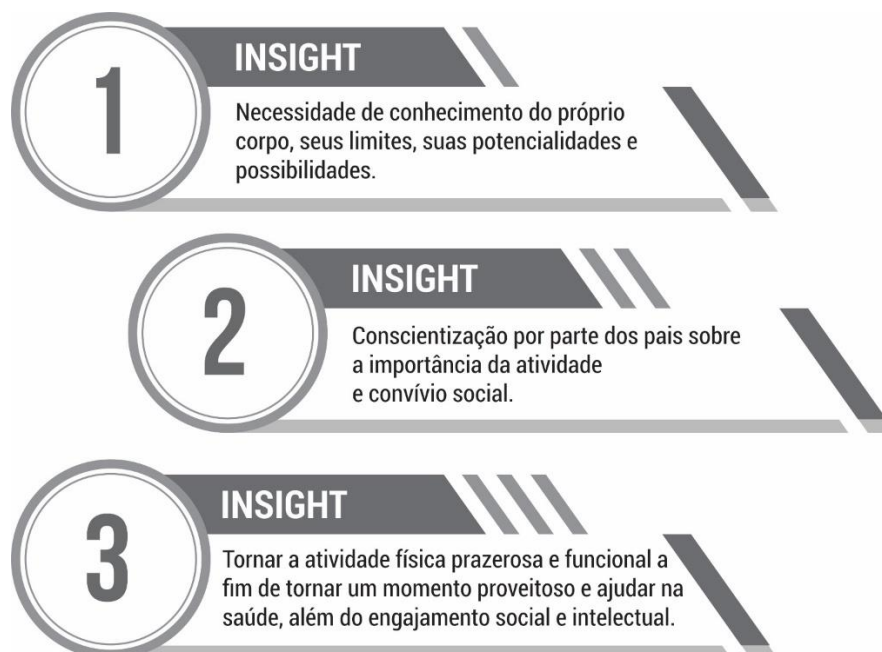 1
INSIGHT
Necessidade de conhecimento do próprio
corpo, seus limites, suas potencialidades e
possibilidades.
2
INSIGHT
Conscientização por parte dos pais sobre
a importância da atividade
e convívio social.
3
INSIGHT
Tornar a atividade física prazerosa e funcional a
fim de tornar um momento proveitoso e ajudar na
saúde, além do engajamento social e intelectual.